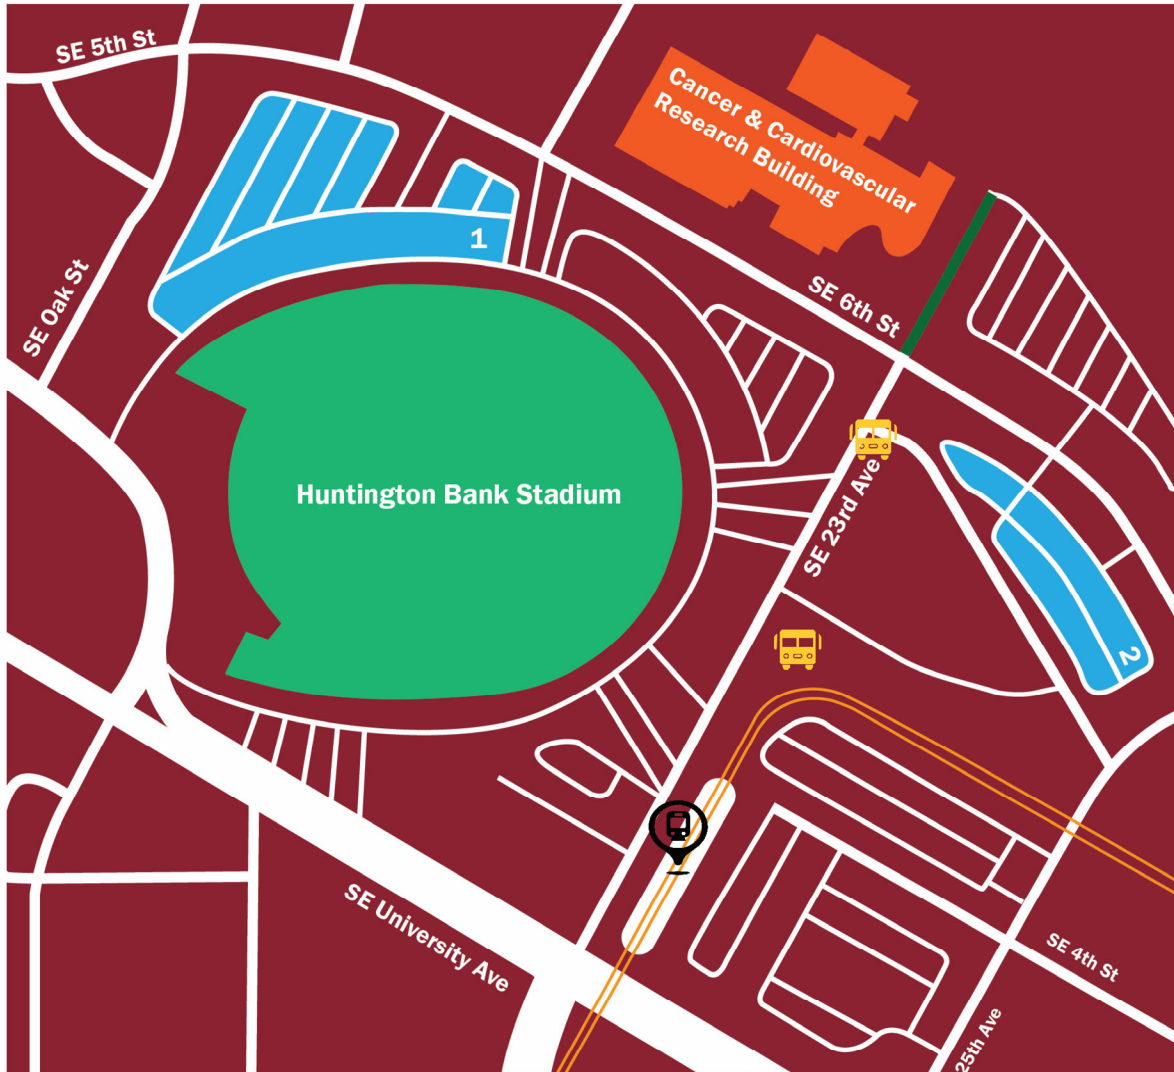 SE 5th St
Cancer & Cardiovascular
Research Building
1
SE Oak St
SE 6th St
Huntington Bank Stadium
SE 23rd Ave
2
SE University Ave
SE 4th St
25th Ave